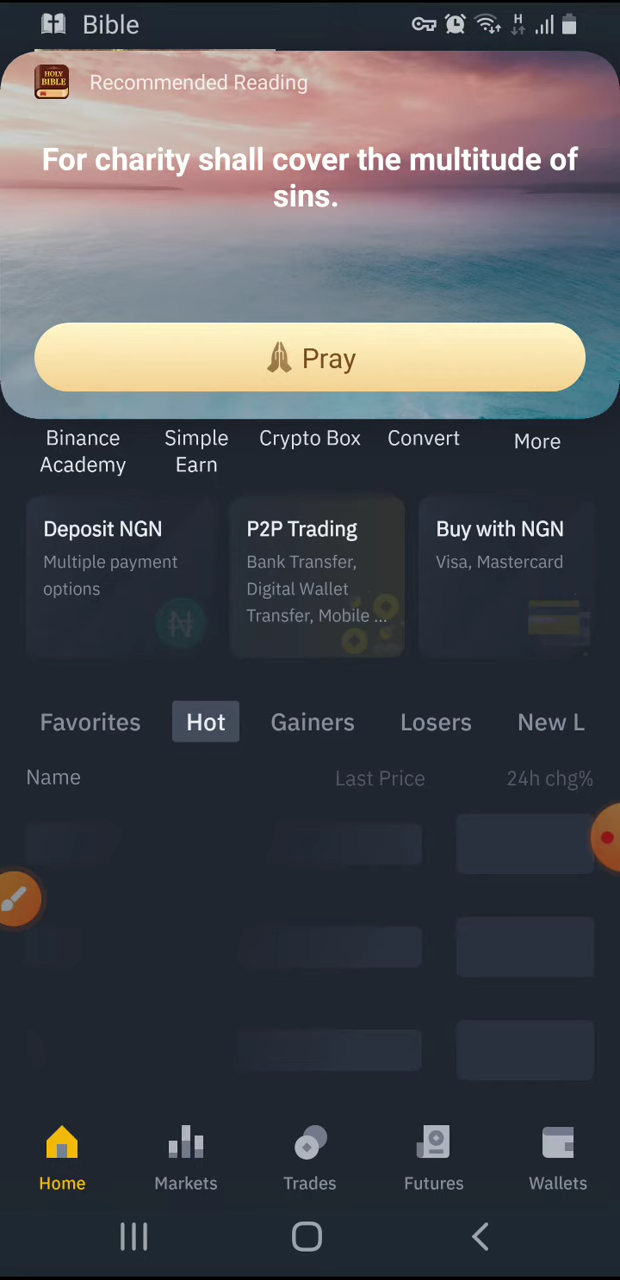 Bible
H
HOLY
BIBLE
Recommended Reading
For charity shall cover the multitude of
sins.
Pray
Binance
Academy
Simple
Earn
Crypto Box
Convert
More
Deposit NGN
Multiple payment
options
P2P Trading
Bank Transfer,
Digital Wallet
Transfer, Mobile ...
Buy with NGN
Visa, Mastercard
Favorites Hot Gainers Losers New L
Name Last Price 24h chg%
Home Markets Trades Futures Wallets